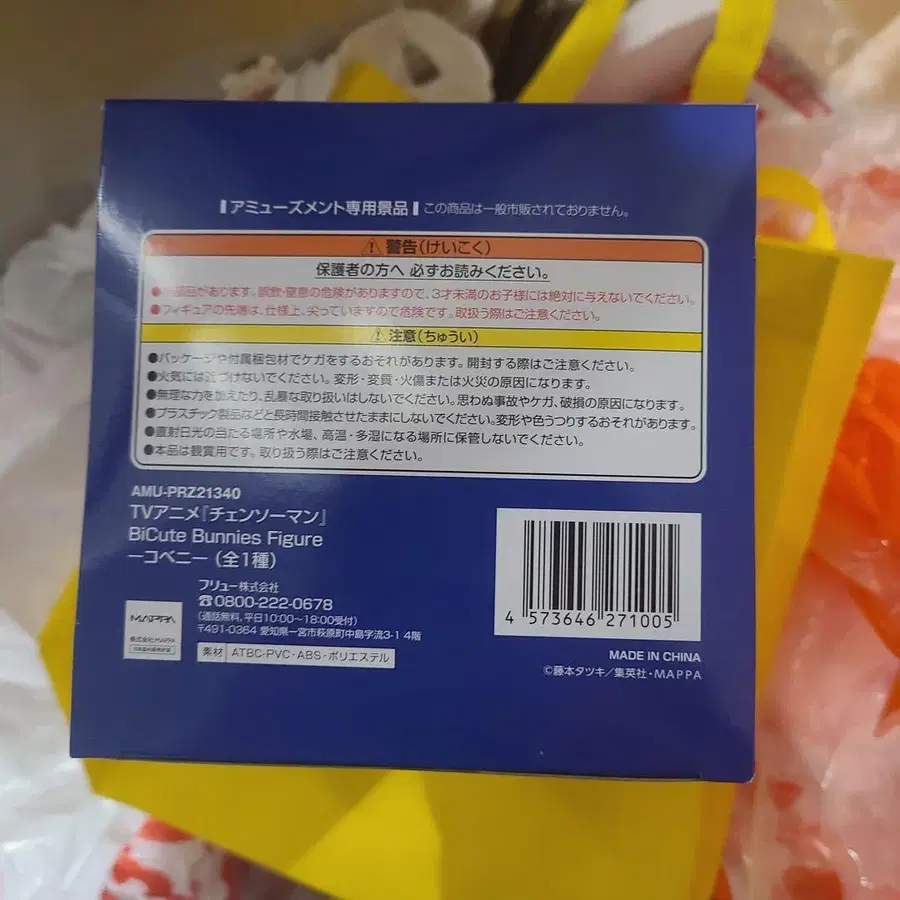 アミューズメント専用景品 この商品は一般市販されておりません。
⚠警告(けいこく)
保護者の方へ 必ずお読みください。
部品があります。誤飲・窒息の危険がありますので、3才未満のお子様には絶対に与えないでください。
●フィギュアの先端は、仕様上、尖っていますので危険です。取扱う際はご注意ください。
⚠注意(ちゅうい)
●パッケージや付属梱包材でケガをするおそれがあります。開封する際はご注意ください。
●火気には近づけないでください。変形・変質・火傷または火災の原因になります。
●無理な力を加えたり、乱暴な取り扱いはしないでください。思わぬ事故やケガ、破損の原因になります。
●プラスチック製品などと長時間接触させたままにしないでください。変形や色うつりするおそれがあります。
●直射日光の当たる場所や水場、高温・多湿になる場所に保管しないでください。
●本品は観賞用です。取り扱う際はご注意ください。
AMU-PRZ21340
TVアニメ『チェンソーマン』
BiCute Bunnies Figure
ーコベニー(全1種)
フリュー株式会社
☎0800-222-0678
(通話無料、平日10:00~18:00受付)
〒491-0364 愛知県一宮市萩原町中島字流3-1 4階
MAPPA
株式会社MAPPA
素材 ATBC-PVC・ABS・ポリエステル
4 573646 271005
MADE IN CHINA
©藤本タツキ/集英社・MAPPA